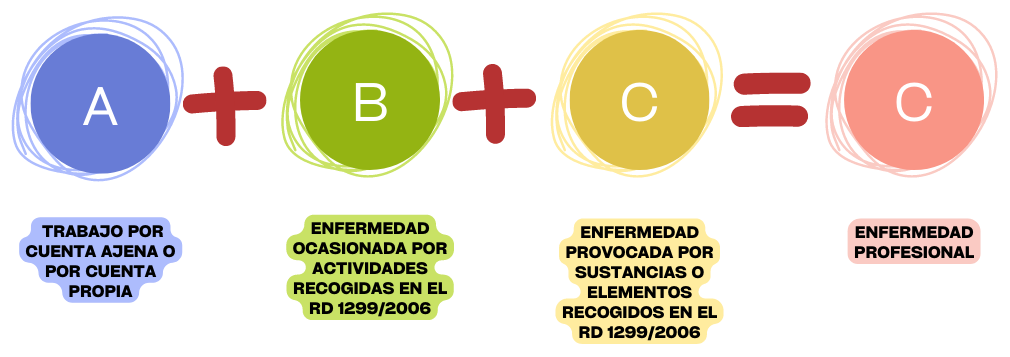 A
B
C
C
TRABAJO POR
CUENTA AJENA O
POR CUENTA
PROPIA
ENFERMEDAD
OCASIONADA POR
ACTIVIDADES
RECOGIDAS EN EL
RD 1299/2006
ENFERMEDAD
PROVOCADA POR
SUSTANCIAS O
ELEMENTOS
RECOGIDOS EN EL
RD 1299/2006
ENFERMEDAD
PROFESIONAL